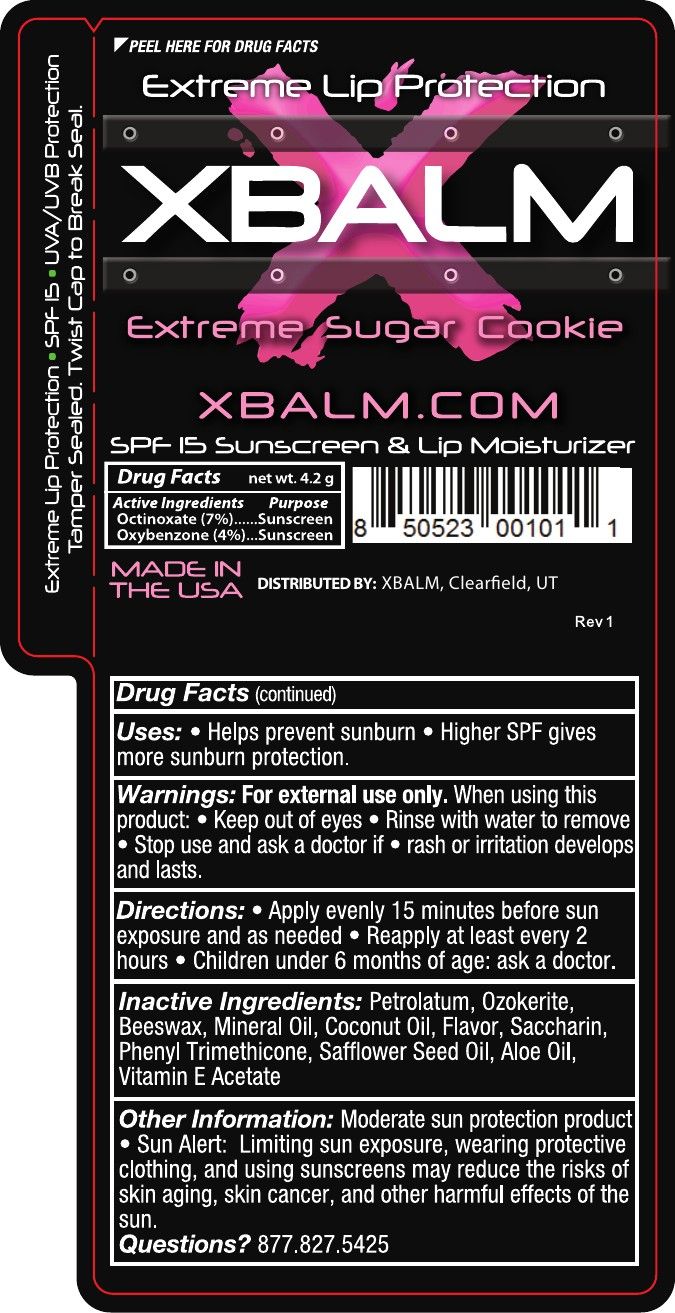 PEEL HERE FOR DRUG FACTS
Extreme Lip Protection
XBALM
Extreme Sugar Cookie
XBALM.COM
SPF 15 Sunscreen & Lip Moisturizer
Drug Facts net wt. 4.2 g
Active Ingredients Purpose
Octinoxate (7%)......Sunscreen
Oxybenzone (4%)...Sunscreen
8 50523 00101 1
MADE IN
THE USA
DISTRIBUTED BY: XBALM, Clearfield, UT
Rev 1
Extreme Lip Protection • SPF 15 • UVA/UVB Protection
Tamper Sealed. Twist Cap to Break Seal.
Drug Facts (continued)
Uses: • Helps prevent sunburn • Higher SPF gives
more sunburn protection.
Warnings: For external use only. When using this
product: • Keep out of eyes • Rinse with water to remove
• Stop use and ask a doctor if • rash or irritation develops
and lasts.
Directions: • Apply evenly 15 minutes before sun
exposure and as needed • Reapply at least every 2
hours • Children under 6 months of age: ask a doctor.
Inactive Ingredients: Petrolatum, Ozokerite,
Beeswax, Mineral Oil, Coconut Oil, Flavor, Saccharin,
Phenyl Trimethicone, Safflower Seed Oil, Aloe Oil,
Vitamin E Acetate
Other Information: Moderate sun protection product
• Sun Alert: Limiting sun exposure, wearing protective
clothing, and using sunscreens may reduce the risks of
skin aging, skin cancer, and other harmful effects of the
sun.
Questions? 877.827.5425